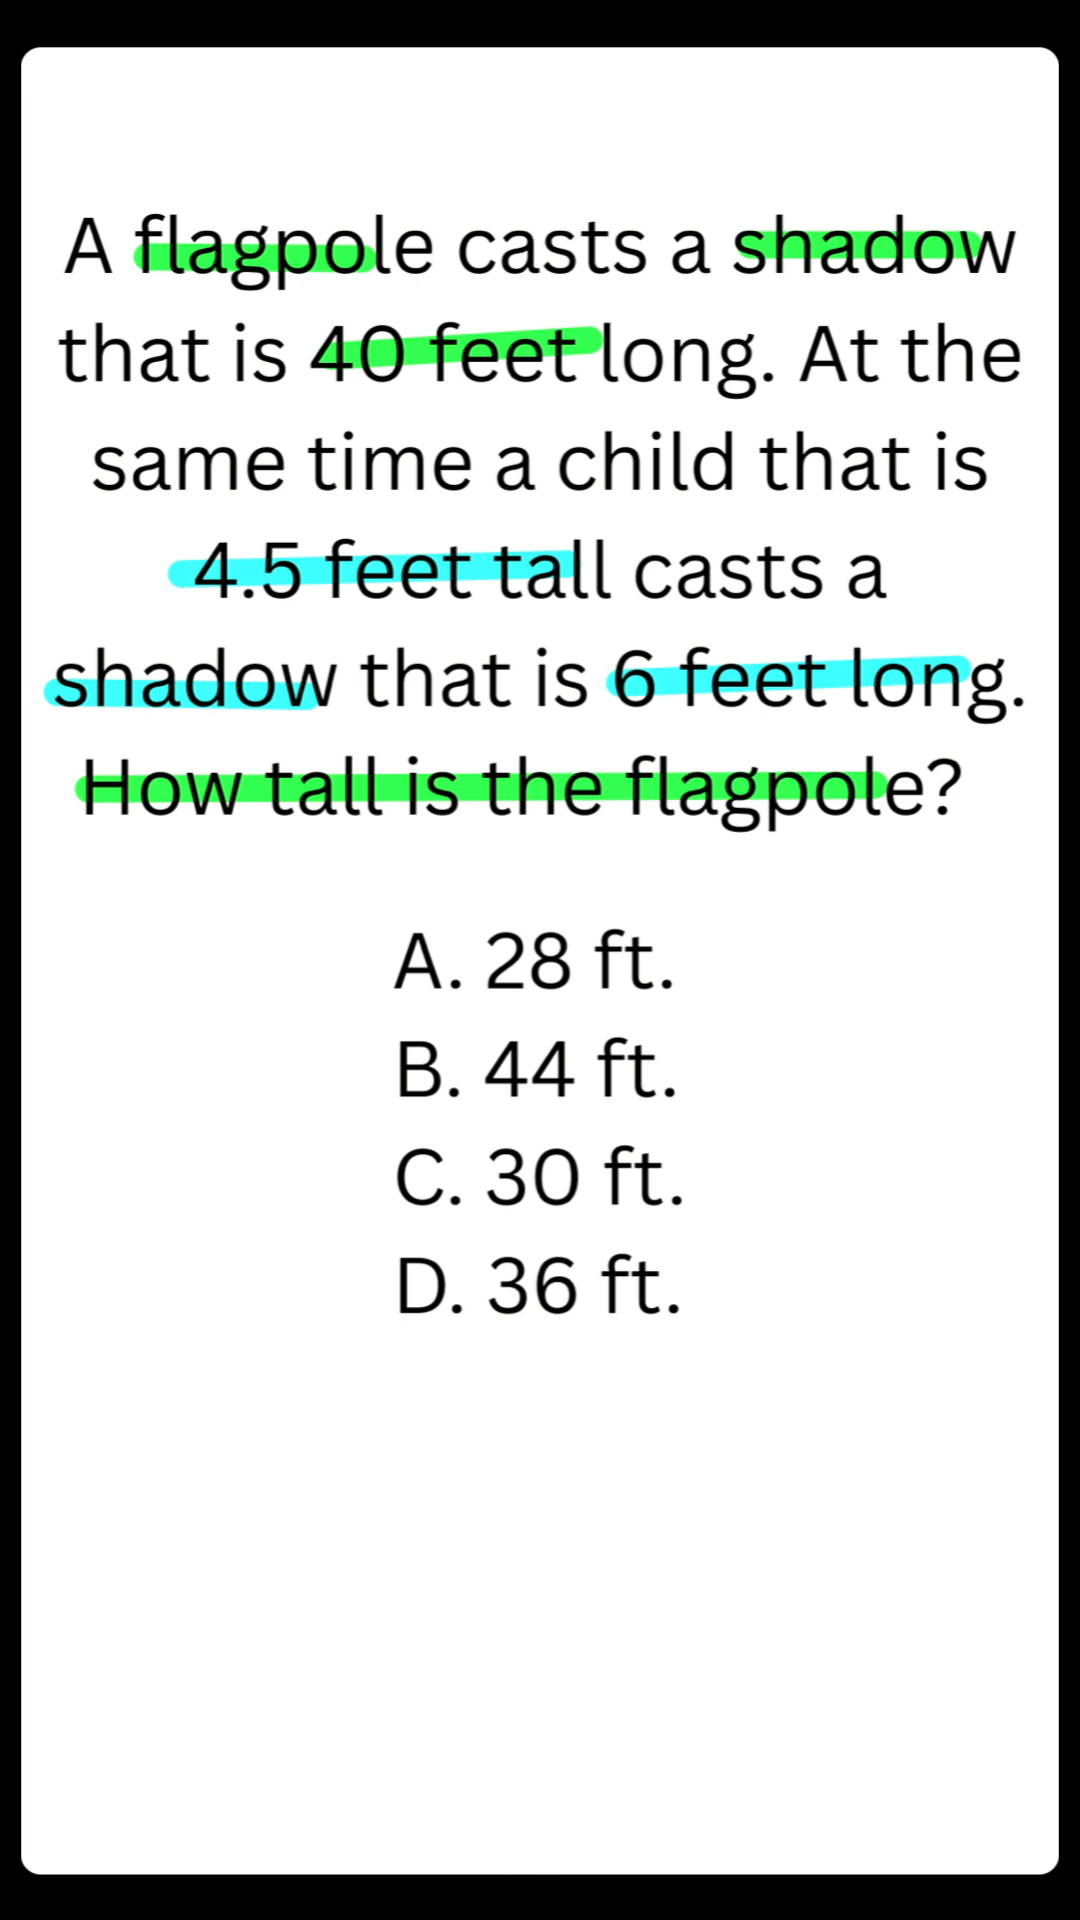 A flagpole casts a shadow
that is 40 feet long. At the
same time a child that is
4.5 feet tall casts a
shadow that is 6 feet long.
How tall is the flagpole?
A. 28 ft.
B. 44 ft.
C. 30 ft.
D. 36 ft.